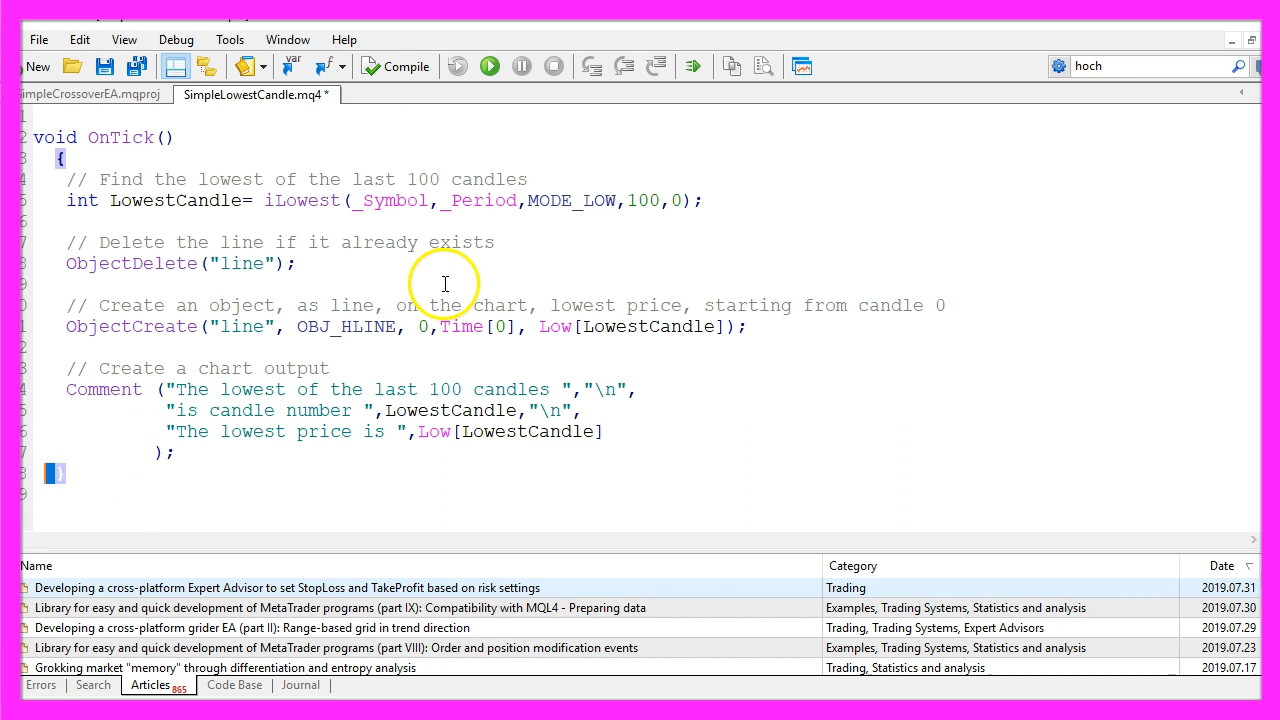 File Edit View Debug Tools Window Help
New var Compile hoch
SimpleCrossoverEA.mqproj SimpleLowestCandle.mq4 *
void OnTick()
{
// Find the lowest of the last 100 candles
int LowestCandle= iLowest(_Symbol,_Period,MODE_LOW,100,0);
// Delete the line if it already exists
ObjectDelete("line");
// Create an object, as line, on the chart, lowest price, starting from candle 0
ObjectCreate("line", OBJ_HLINE, 0,Time[0], Low[LowestCandle]);
// Create a chart output
Comment ("The lowest of the last 100 candles ","\n",
"is candle number ",LowestCandle,"\n",
"The lowest price is ",Low[LowestCandle]
);
}
Name Category Date
Developing a cross-platform Expert Advisor to set StopLoss and TakeProfit based on risk settings Trading 2019.07.31
Library for easy and quick development of MetaTrader programs (part IX): Compatibility with MQL4 - Preparing data Examples, Trading Systems, Statistics and analysis 2019.07.30
Developing a cross-platform grider EA (part II): Range-based grid in trend direction Trading, Trading Systems, Expert Advisors 2019.07.29
Library for easy and quick development of MetaTrader programs (part VIII): Order and position modification events Examples, Trading Systems, Statistics and analysis 2019.07.23
Grokking market "memory" through differentiation and entropy analysis Trading, Statistics and analysis 2019.07.17
Errors Search Articles 865 Code Base Journal